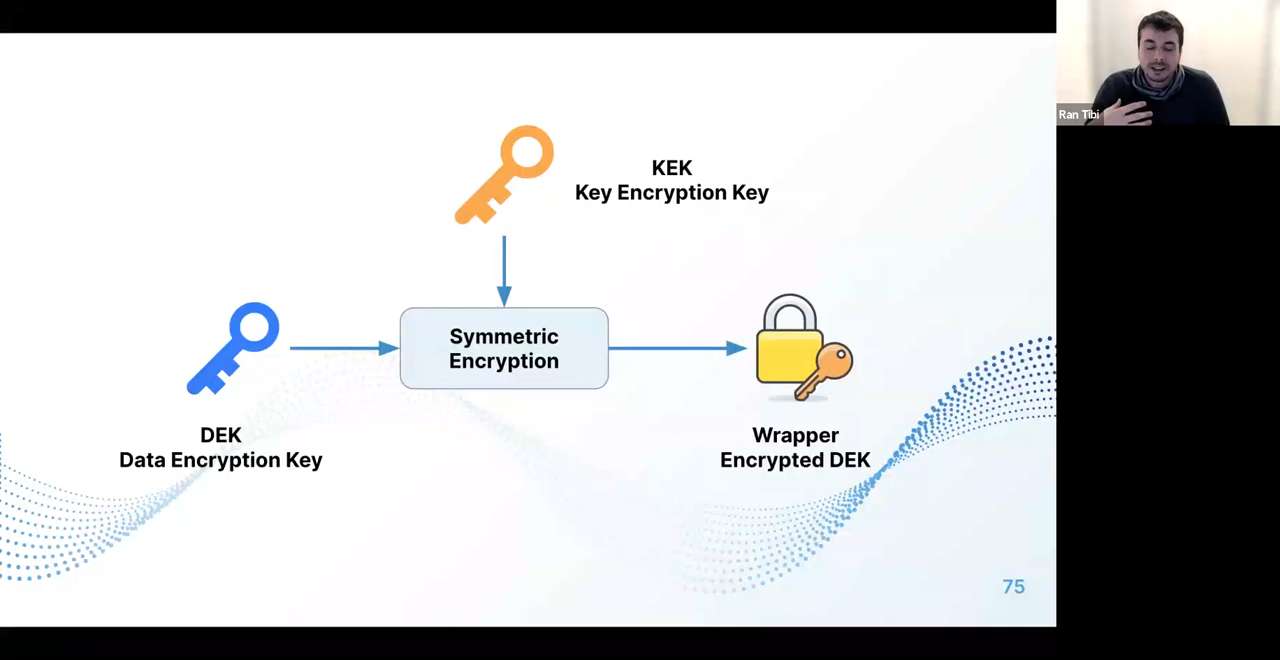 Ran Tibi
KEK
Key Encryption Key
Symmetric
Encryption
DEK
Data Encryption Key
Wrapper
Encrypted DEK
75